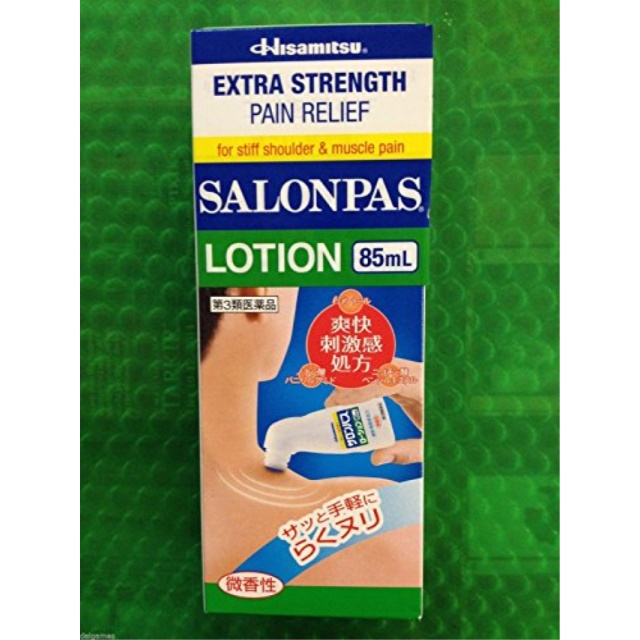 Hisamitsu®
EXTRA STRENGTH
PAIN RELIEF
for stiff shoulder & muscle pain
SALONPAS®
LOTION 85mL
第3類医薬品
爽快
刺激感
処方
サッと手軽に
らくヌリ
微香性